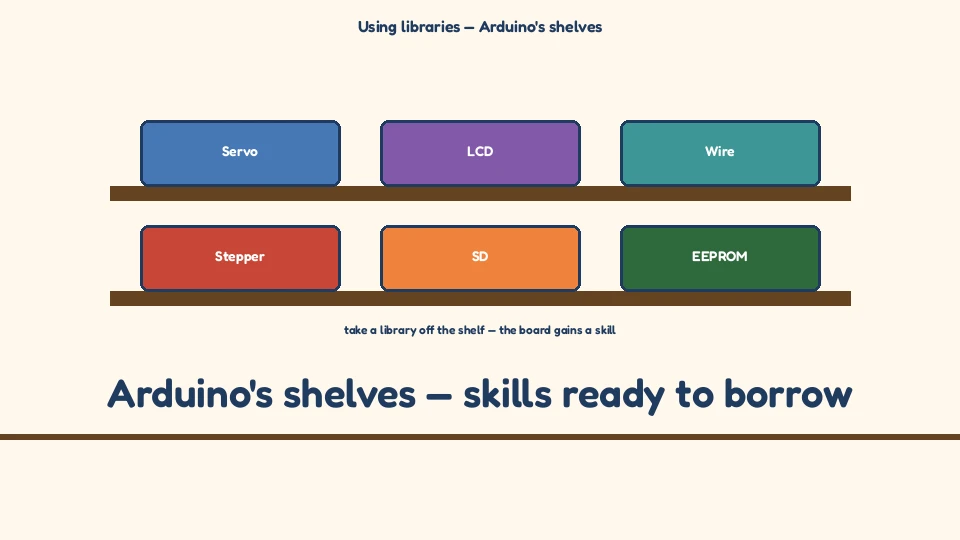 Using libraries — Arduino's shelves
Servo
LCD
Wire
Stepper
SD
EEPROM
take a library off the shelf — the board gains a skill
Arduino's shelves — skills ready to borrow